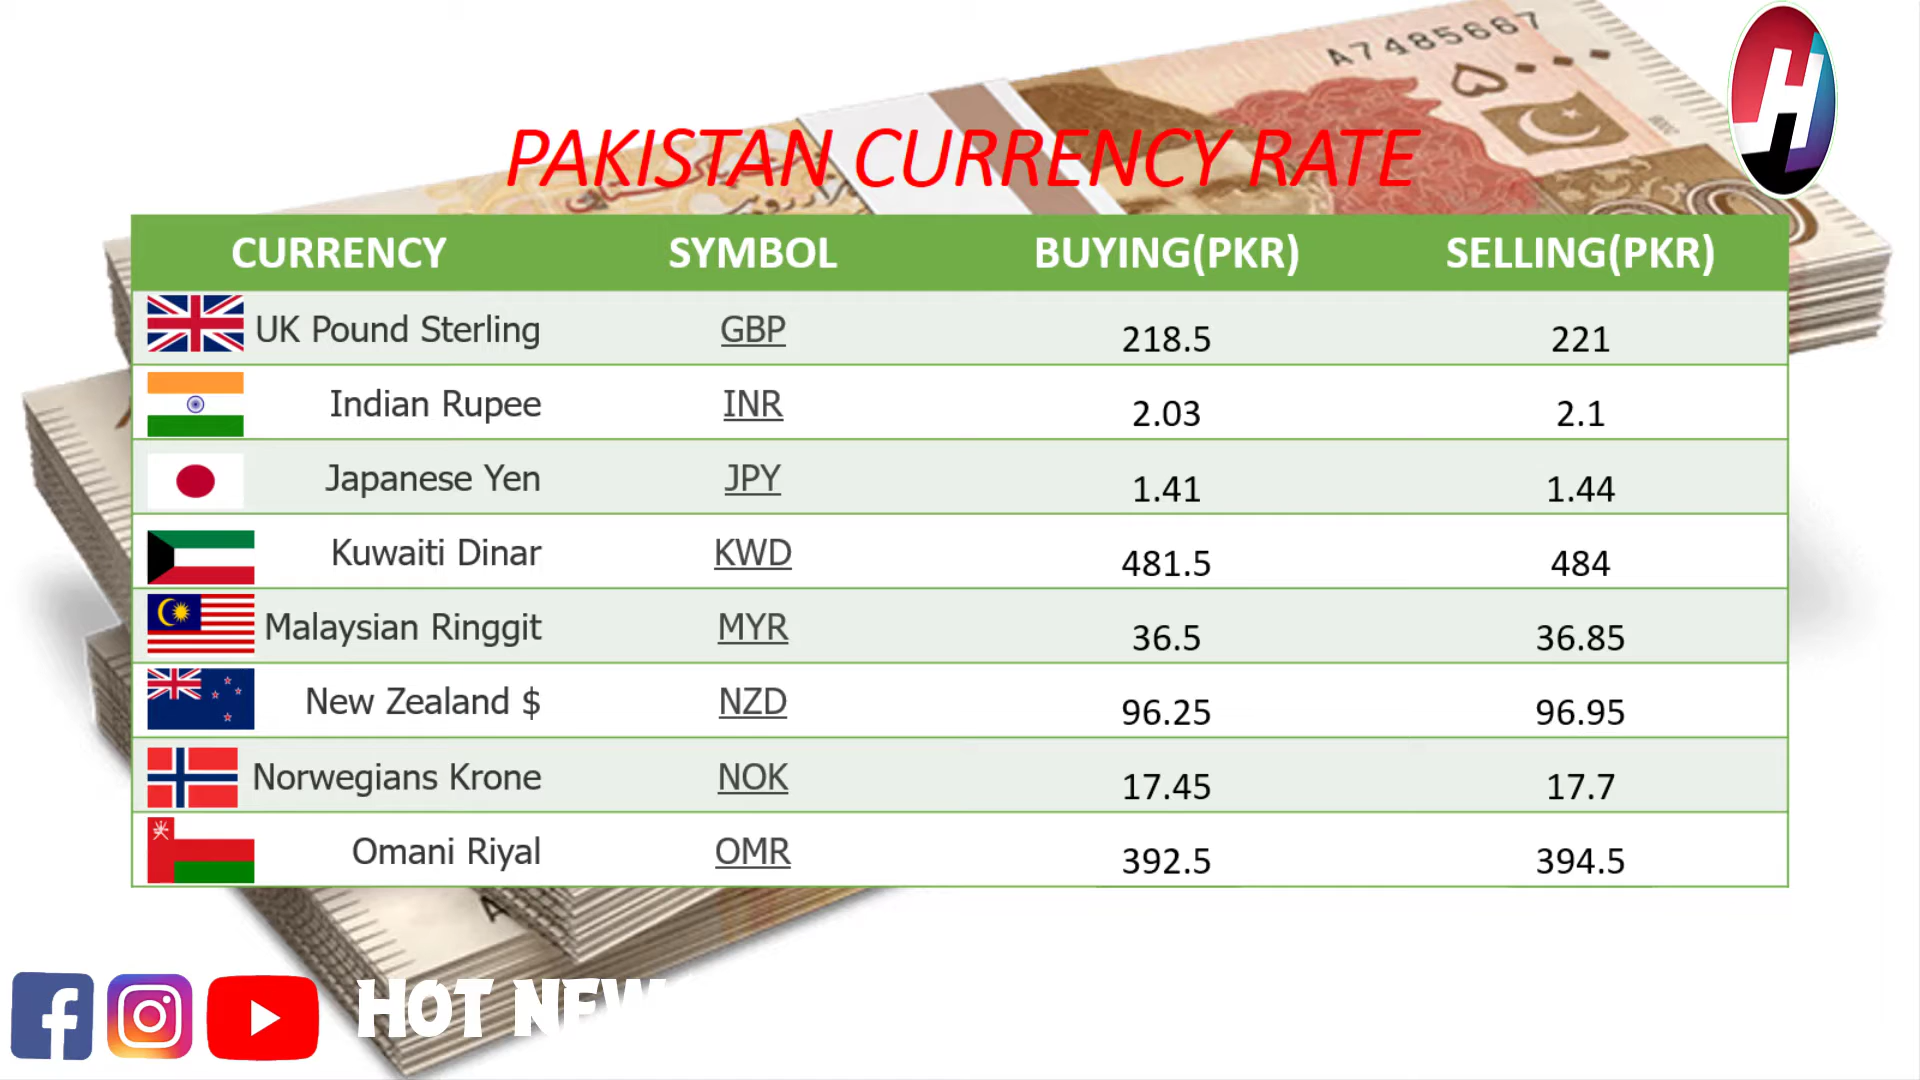 A7485667
۵۰۰۰
PAKISTAN CURRENCY RATE
CURRENCY SYMBOL BUYING(PKR) SELLING(PKR)
UK Pound Sterling GBP 218.5 221
Indian Rupee INR 2.03 2.1
Japanese Yen JPY 1.41 1.44
Kuwaiti Dinar KWD 481.5 484
Malaysian Ringgit MYR 36.5 36.85
New Zealand $ NZD 96.25 96.95
Norwegians Krone NOK 17.45 17.7
Omani Riyal OMR 392.5 394.5
HOT NEW